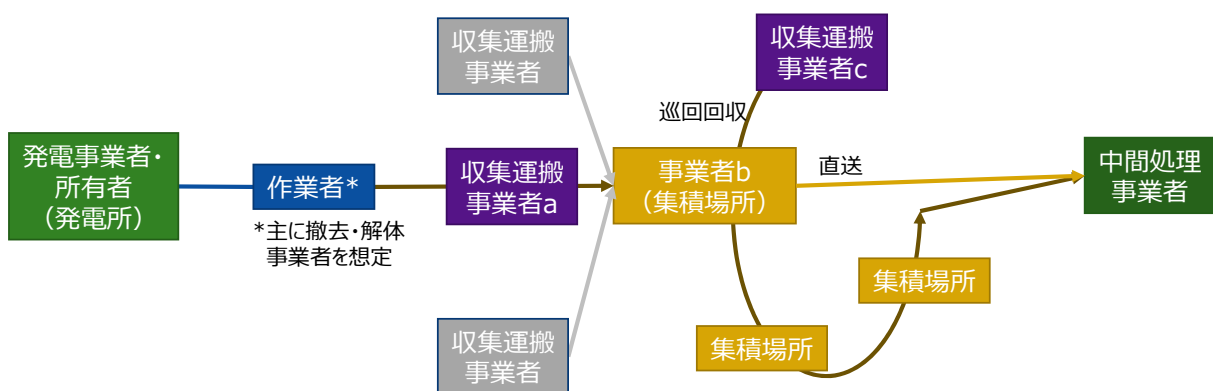 発電事業者・
所有者
（発電所）
作業者*
*主に撤去・解体
事業者を想定
収集運搬
事業者
収集運搬
事業者a
収集運搬
事業者
収集運搬
事業者c
巡回回収
事業者b
（集積場所）
直送
集積場所
集積場所
中間処理
事業者